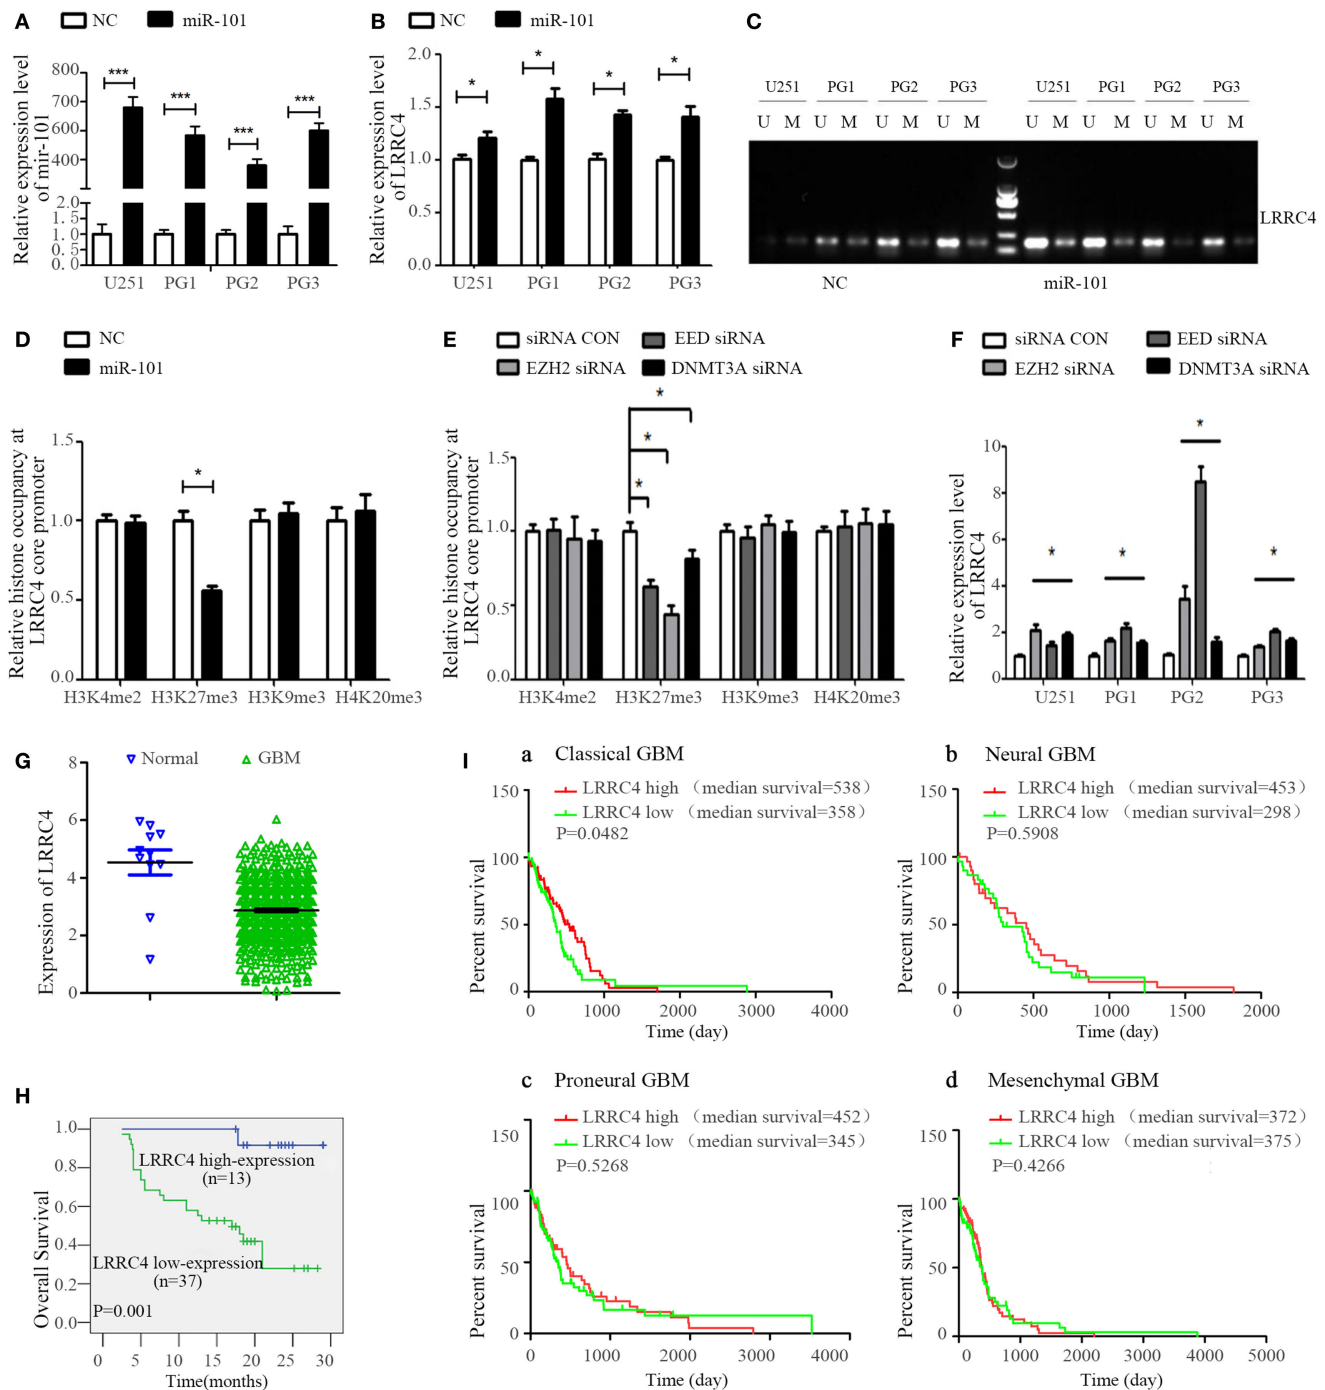 A
NC
miR-101
Relative expression level
of mir-101
800
700
600
400
2.0
1.5
1.0
0.0
***
***
***
***
U251 PG1 PG2 PG3
B
NC
miR-101
Relative expression level
of LRRC4
2.0
1.5
1.0
0.5
0.0
*
*
*
*
U251 PG1 PG2 PG3
C
U251 PG1 PG2 PG3 U251 PG1 PG2 PG3
U M U M U M U M U M U M U M U M
LRRC4
NC miR-101
D
NC
miR-101
Relative histone occupancy at
LRRC4 core promoter
1.5
1.0
0.5
0.0
*
H3K4me2 H3K27me3 H3K9me3 H4K20me3
E
siRNA CON
EED siRNA
EZH2 siRNA
DNMT3A siRNA
Relative histone occupancy at
LRRC4 core promoter
1.5
1.0
0.5
0.0
*
*
*
H3K4me2 H3K27me3 H3K9me3 H4K20me3
F
siRNA CON
EED siRNA
EZH2 siRNA
DNMT3A siRNA
Relative expression level
of LRRC4
10
8
6
4
2
0
*
*
*
*
U251 PG1 PG2 PG3
G
Normal
GBM
Expression of LRRC4
8
6
4
2
0
H
Overall Survival
1.0
0.8
0.6
0.4
0.2
0.0
LRRC4 high-expression
(n=13)
LRRC4 low-expression
(n=37)
P=0.001
0 5 10 15 20 25 30
Time(months)
I
a Classical GBM
LRRC4 high （median survival=538）
LRRC4 low （median survival=358）
P=0.0482
Percent survival
150
100
50
0
0 1000 2000 3000 4000
Time (day)
b Neural GBM
LRRC4 high （median survival=453）
LRRC4 low （median survival=298）
P=0.5908
Percent survival
150
100
50
0
0 500 1000 1500 2000
Time (day)
c Proneural GBM
LRRC4 high （median survival=452）
LRRC4 low （median survival=345）
P=0.5268
Percent survival
150
100
50
0
0 1000 2000 3000 4000
Time (day)
d Mesenchymal GBM
LRRC4 high （median survival=372）
LRRC4 low （median survival=375）
P=0.4266
Percent survival
150
100
50
0
0 1000 2000 3000 4000 5000
Time (day)